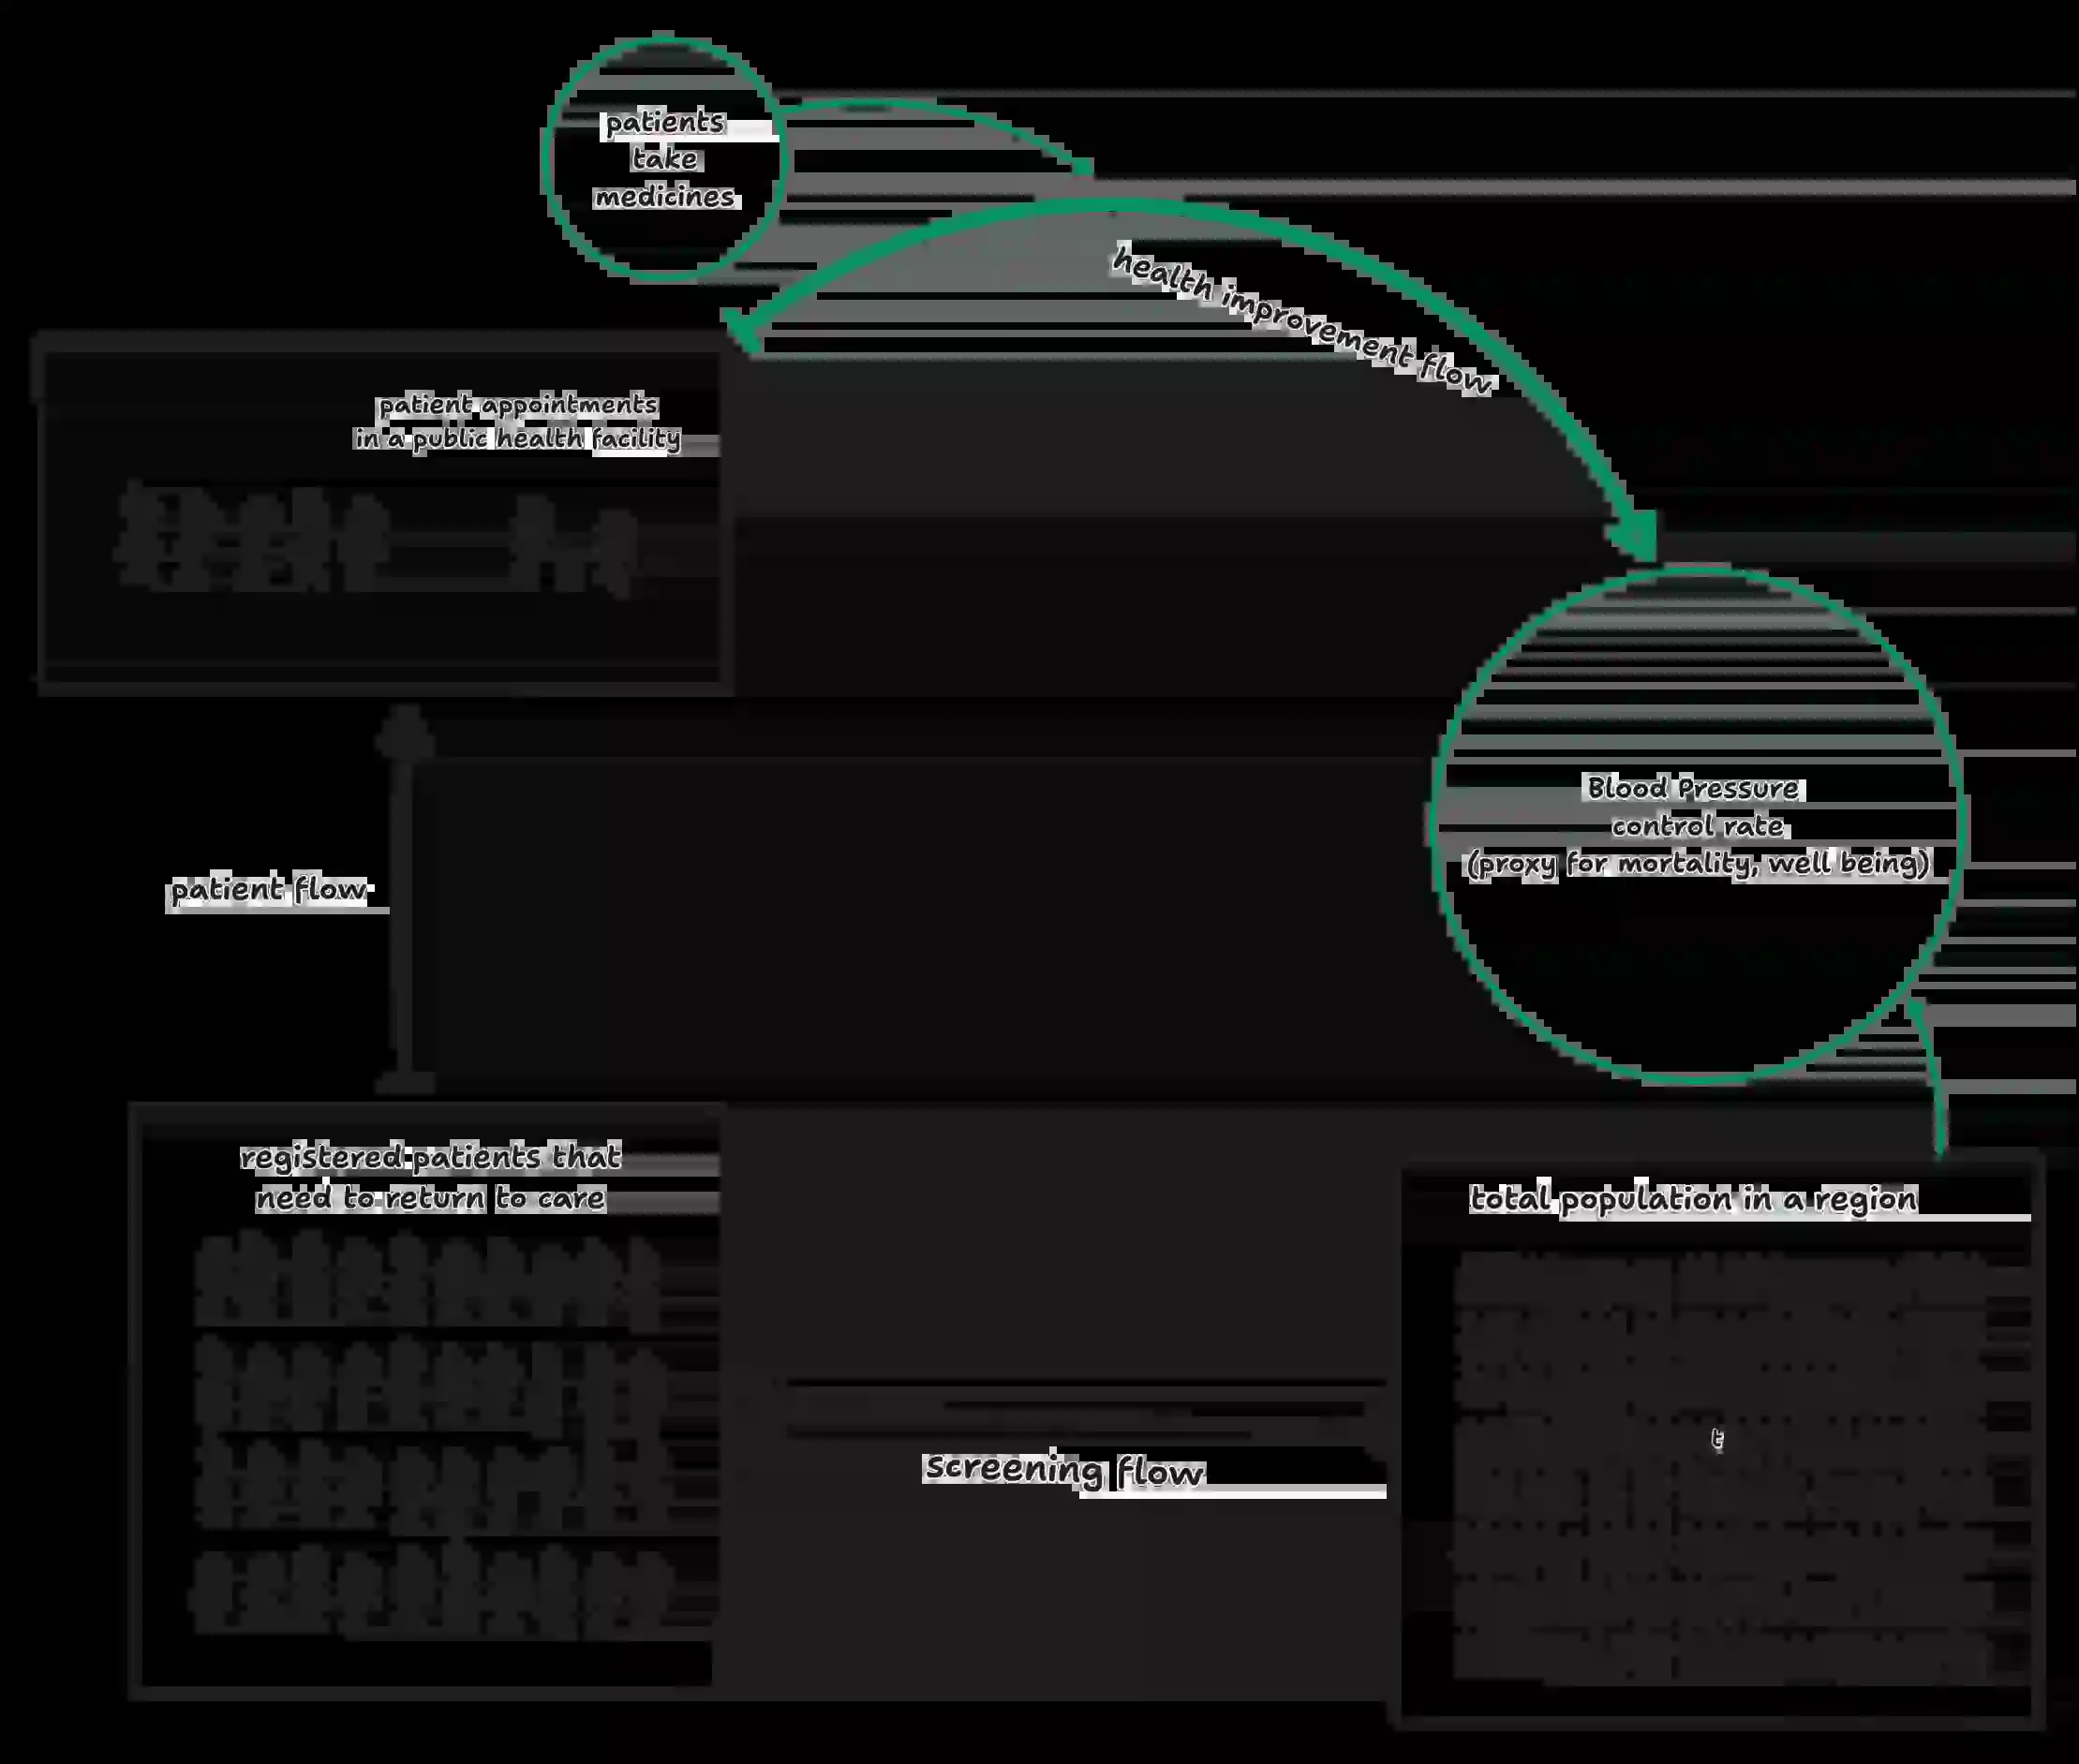 patients
take
medicines
health improvement flow
patient appointments
in a public health facility
Blood Pressure
control rate
(proxy for mortality, well being)
patient flow
registered patients that
need to return to care
total population in a region
t
screening flow